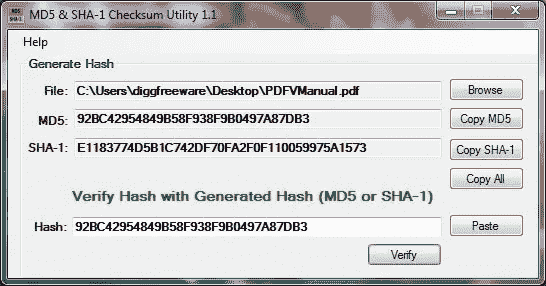 MD5 & SHA-1 Checksum Utility 1.1
Help
Generate Hash
File: C:\Users\diggfreeware\Desktop\PDFVManual.pdf Browse
MD5: 92BC42954849B58F938F9B0497A87DB3 Copy MD5
SHA-1: E1183774D5B1C742DF70FA2F0F110059975A1573 Copy SHA-1
Copy All
Verify Hash with Generated Hash (MD5 or SHA-1)
Hash: 92BC42954849B58F938F9B0497A87DB3 Paste
Verify